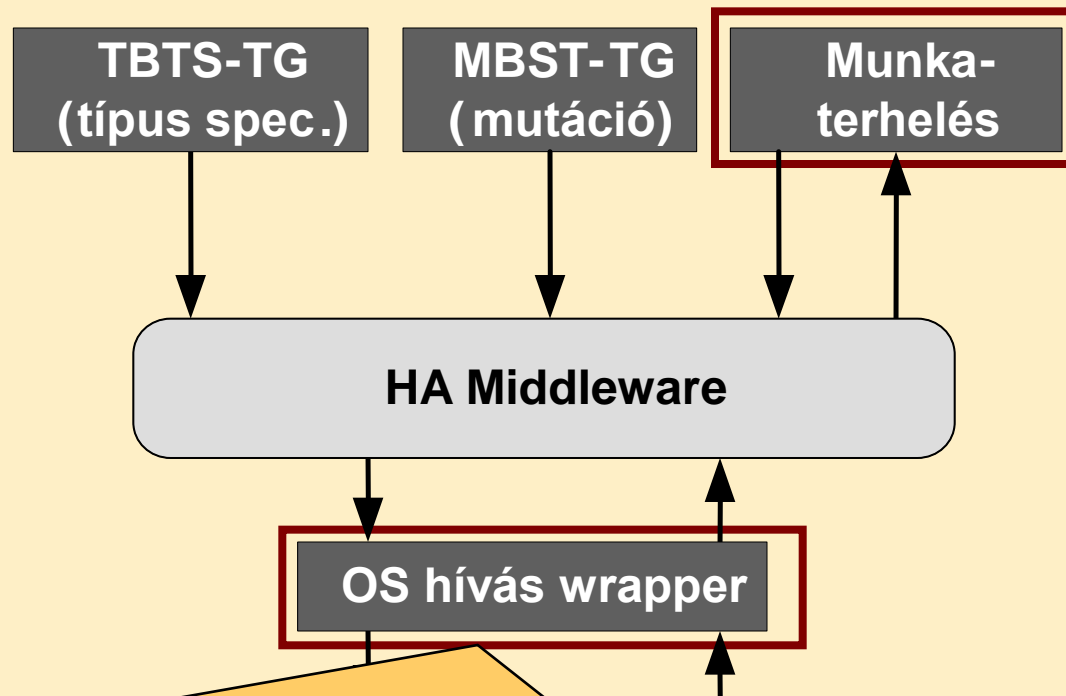 TBTS-TG
(típus spec.)
MBST-TG
(mutáció)
Munka-
terhelés
HA Middleware
OS hívás wrapper